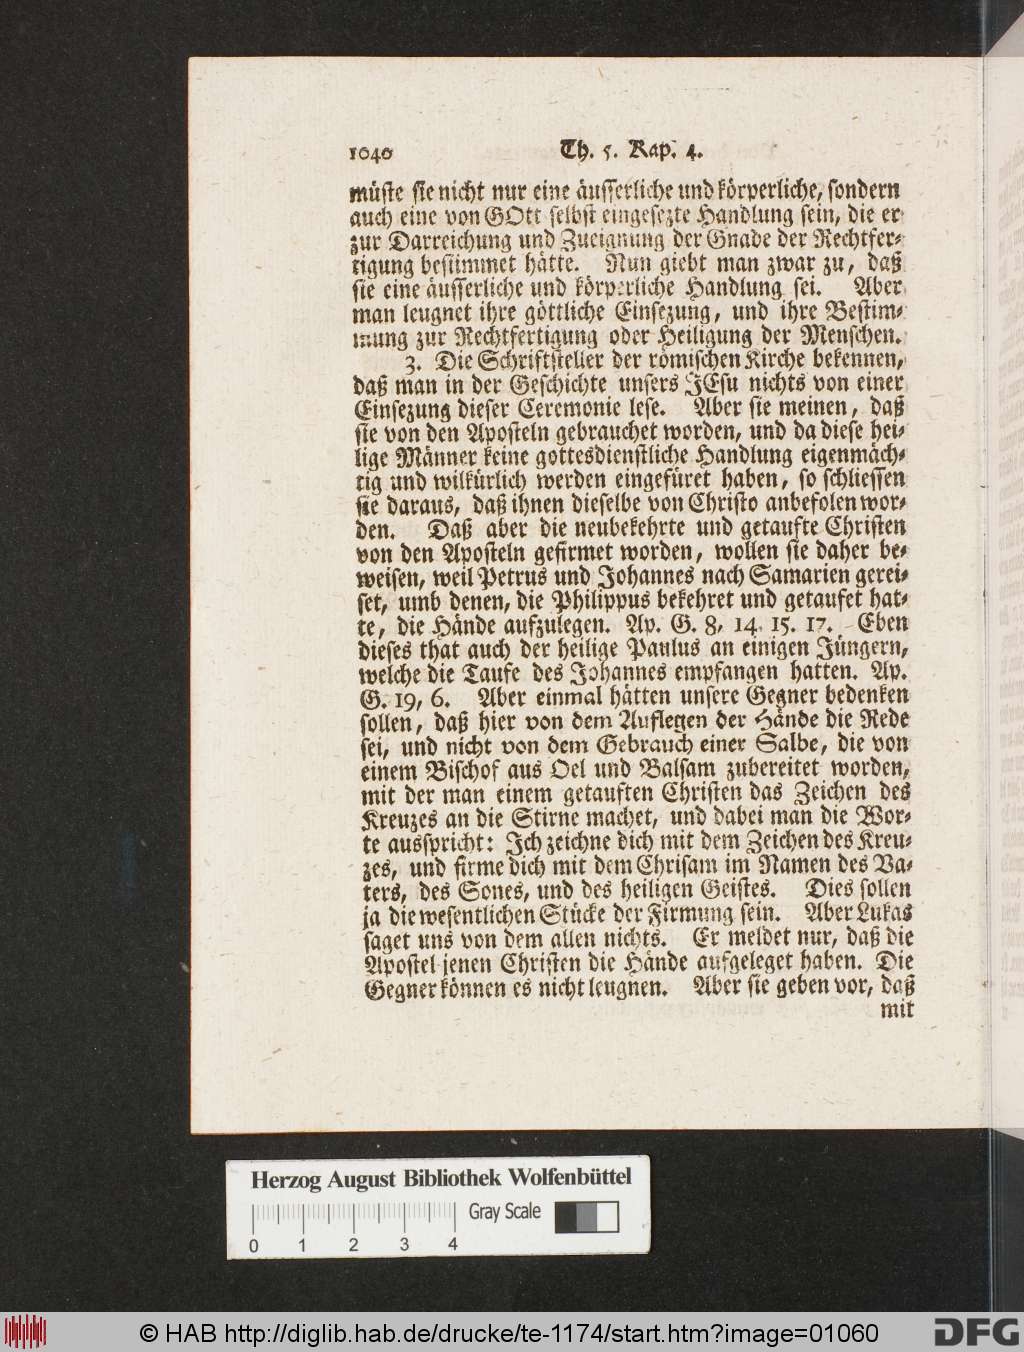 1040 Th. 5. Kap. 4.
müste sie nicht nur eine äusserliche und körperliche, sondern
auch eine von GOtt selbst eingesezte Handlung sein, die er
zur Darreichung und Zueignung der Gnade der Rechtfer-
tigung bestimmet hätte. Nun giebt man zwar zu, daß
sie eine äusserliche und körperliche Handlung sei. Aber
man leugnet ihre göttliche Einsezung, und ihre Bestim-
mung zur Rechtfertigung oder Heiligung der Menschen.
3. Die Schriftsteller der römischen Kirche bekennen,
daß man in der Geschichte unsers JEsu nichts von einer
Einsezung dieser Ceremonie lese. Aber sie meinen, daß
sie von den Aposteln gebrauchet worden, und da diese hei-
lige Männer keine gottesdienstliche Handlung eigenmäch-
tig und wilkürlich werden eingefüret haben, so schliessen
sie daraus, daß ihnen dieselbe von Christo anbefolen wor-
den. Daß aber die neubekehrte und getaufte Christen
von den Aposteln gefirmet worden, wollen sie daher be-
weisen, weil Petrus und Johannes nach Samarien gerei-
set, umb denen, die Philippus bekehret und getaufet hat-
te, die Hände aufzulegen. Ap. G. 8, 14. 15. 17. Eben
dieses that auch der heilige Paulus an einigen Jüngern,
welche die Taufe des Johannes empfangen hatten. Ap.
G. 19, 6. Aber einmal hätten unsere Gegner bedenken
sollen, daß hier von dem Auflegen der Hände die Rede
sei, und nicht von dem Gebrauch einer Salbe, die von
einem Bischof aus Oel und Balsam zubereitet worden,
mit der man einem getauften Christen das Zeichen des
Kreuzes an die Stirne machet, und dabei man die Wor-
te ausspricht: Ich zeichne dich mit dem Zeichen des Kreu-
zes, und firme dich mit dem Chrisam im Namen des Va-
ters, des Sones, und des heiligen Geistes. Dies sollen
ja die wesentlichen Stücke der Firmung sein. Aber Lukas
saget uns von dem allen nichts. Er meldet nur, daß die
Apostel jenen Christen die Hände aufgeleget haben. Die
Gegner können es nicht leugnen. Aber sie geben vor, daß
mit
Herzog August Bibliothek Wolfenbüttel
Gray Scale
0 1 2 3 4
© HAB http://diglib.hab.de/drucke/te-1174/start.htm?image=01060
DFG